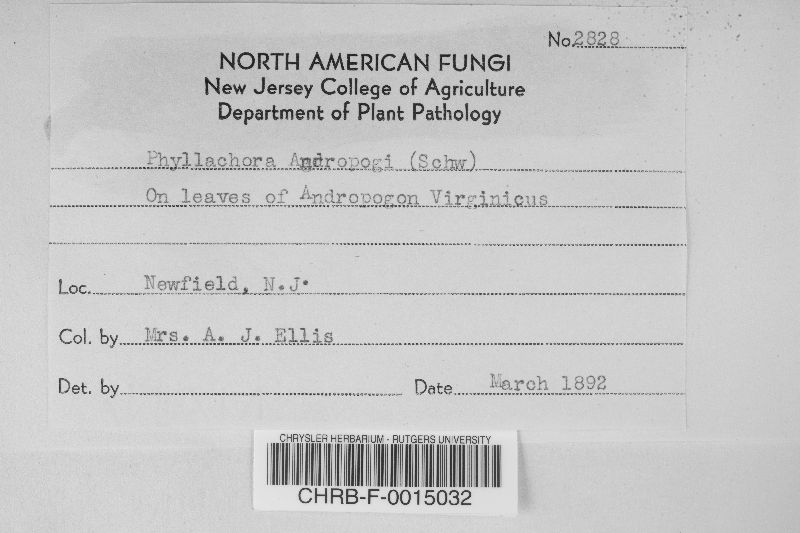 No. 2828
NORTH AMERICAN FUNGI
New Jersey College of Agriculture
Department of Plant Pathology
Phyllachora Andropogi (Schw)
On leaves of Andropogon Virginicus
Loc. Newfield, N.J.
Col. by Mrs. A. J. Ellis
Det. by Date March 1892
CHRYSLER HERBARIUM - RUTGERS UNIVERSITY
CHRB-F-0015032